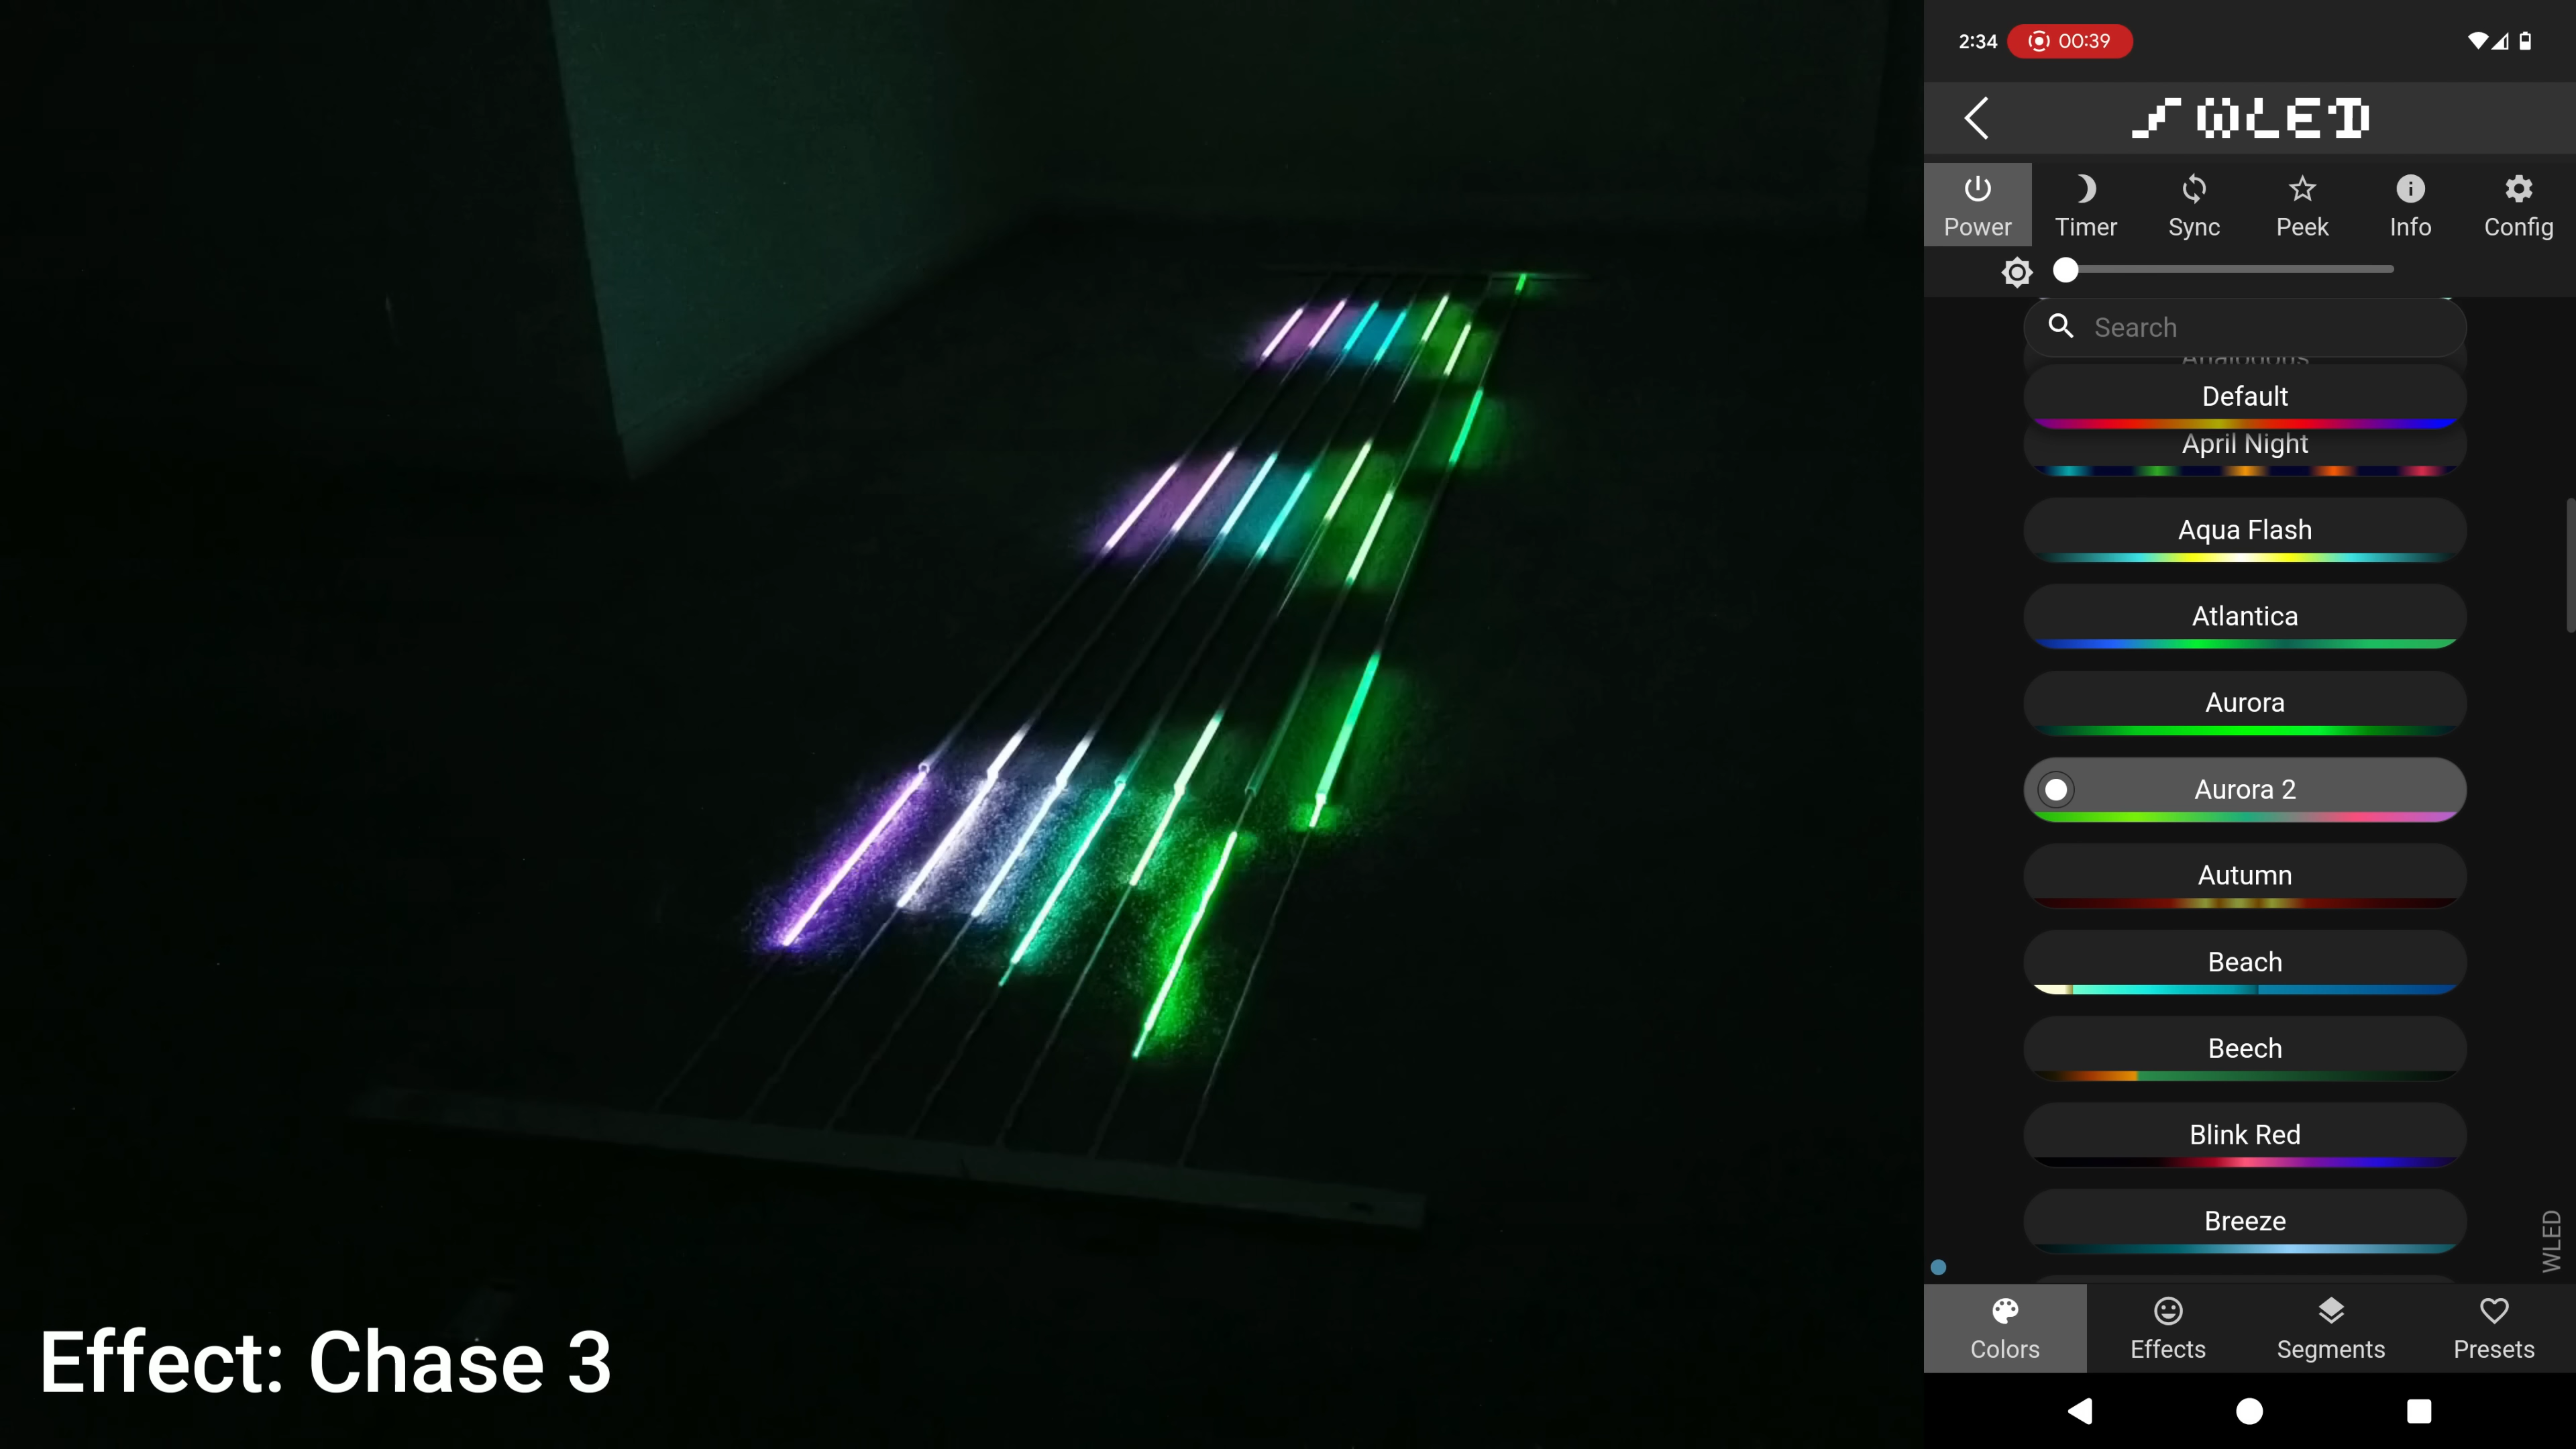 2:34 00:39
WLED
Power Timer Sync Peek Info Config
Search
Analogous
Default
April Night
Aqua Flash
Atlantica
Aurora
Aurora 2
Autumn
Beach
Beech
Blink Red
Breeze
WLED
Colors Effects Segments Presets
Effect: Chase 3